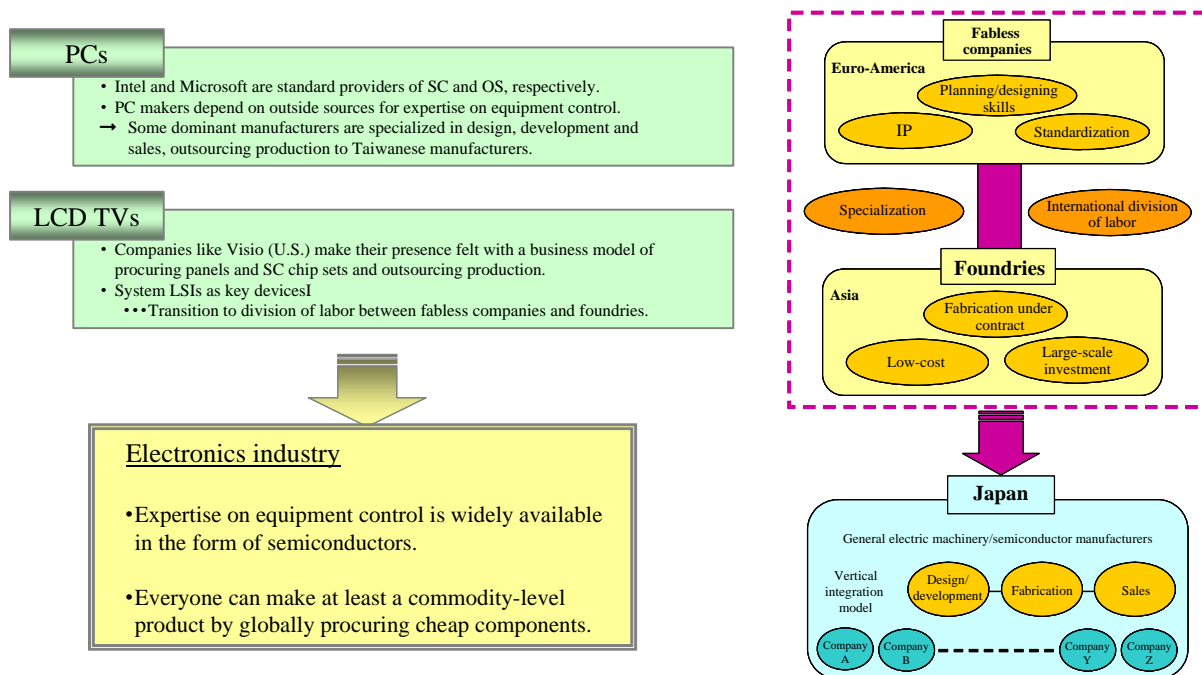 PCs
• Intel and Microsoft are standard providers of SC and OS, respectively.
• PC makers depend on outside sources for expertise on equipment control.
→ Some dominant manufacturers are specialized in design, development and
sales, outsourcing production to Taiwanese manufacturers.
LCD TVs
• Companies like Visio (U.S.) make their presence felt with a business model of
procuring panels and SC chip sets and outsourcing production.
• System LSIs as key devicesI
•••Transition to division of labor between fabless companies and foundries.
Electronics industry
•Expertise on equipment control is widely available
in the form of semiconductors.
•Everyone can make at least a commodity-level
product by globally procuring cheap components.
Fabless
companies
Euro-America
Planning/designing
skills
IP
Standardization
Specialization
International division
of labor
Foundries
Asia
Fabrication under
contract
Low-cost
Large-scale
investment
Japan
General electric machinery/semiconductor manufacturers
Vertical
integration
model
Design/
development
Fabrication
Sales
Company
A
Company
B
Company
Y
Company
Z